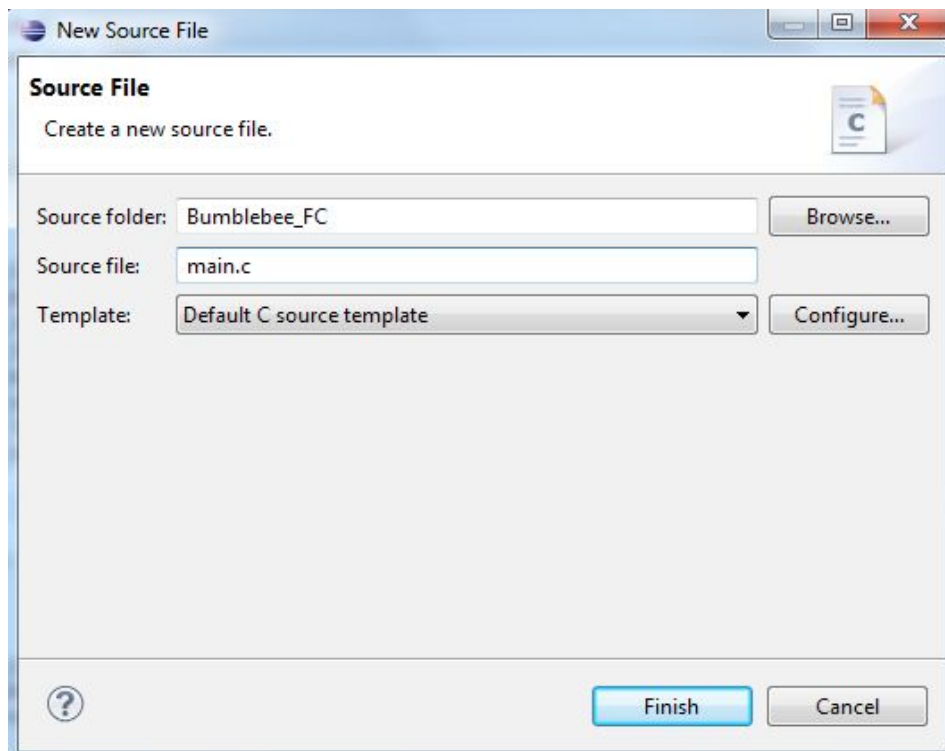 New Source File
Source File
Create a new source file.
C
Source folder: Bumblebee_FC Browse...
Source file: main.c
Template: Default C source template Configure...
? Finish Cancel